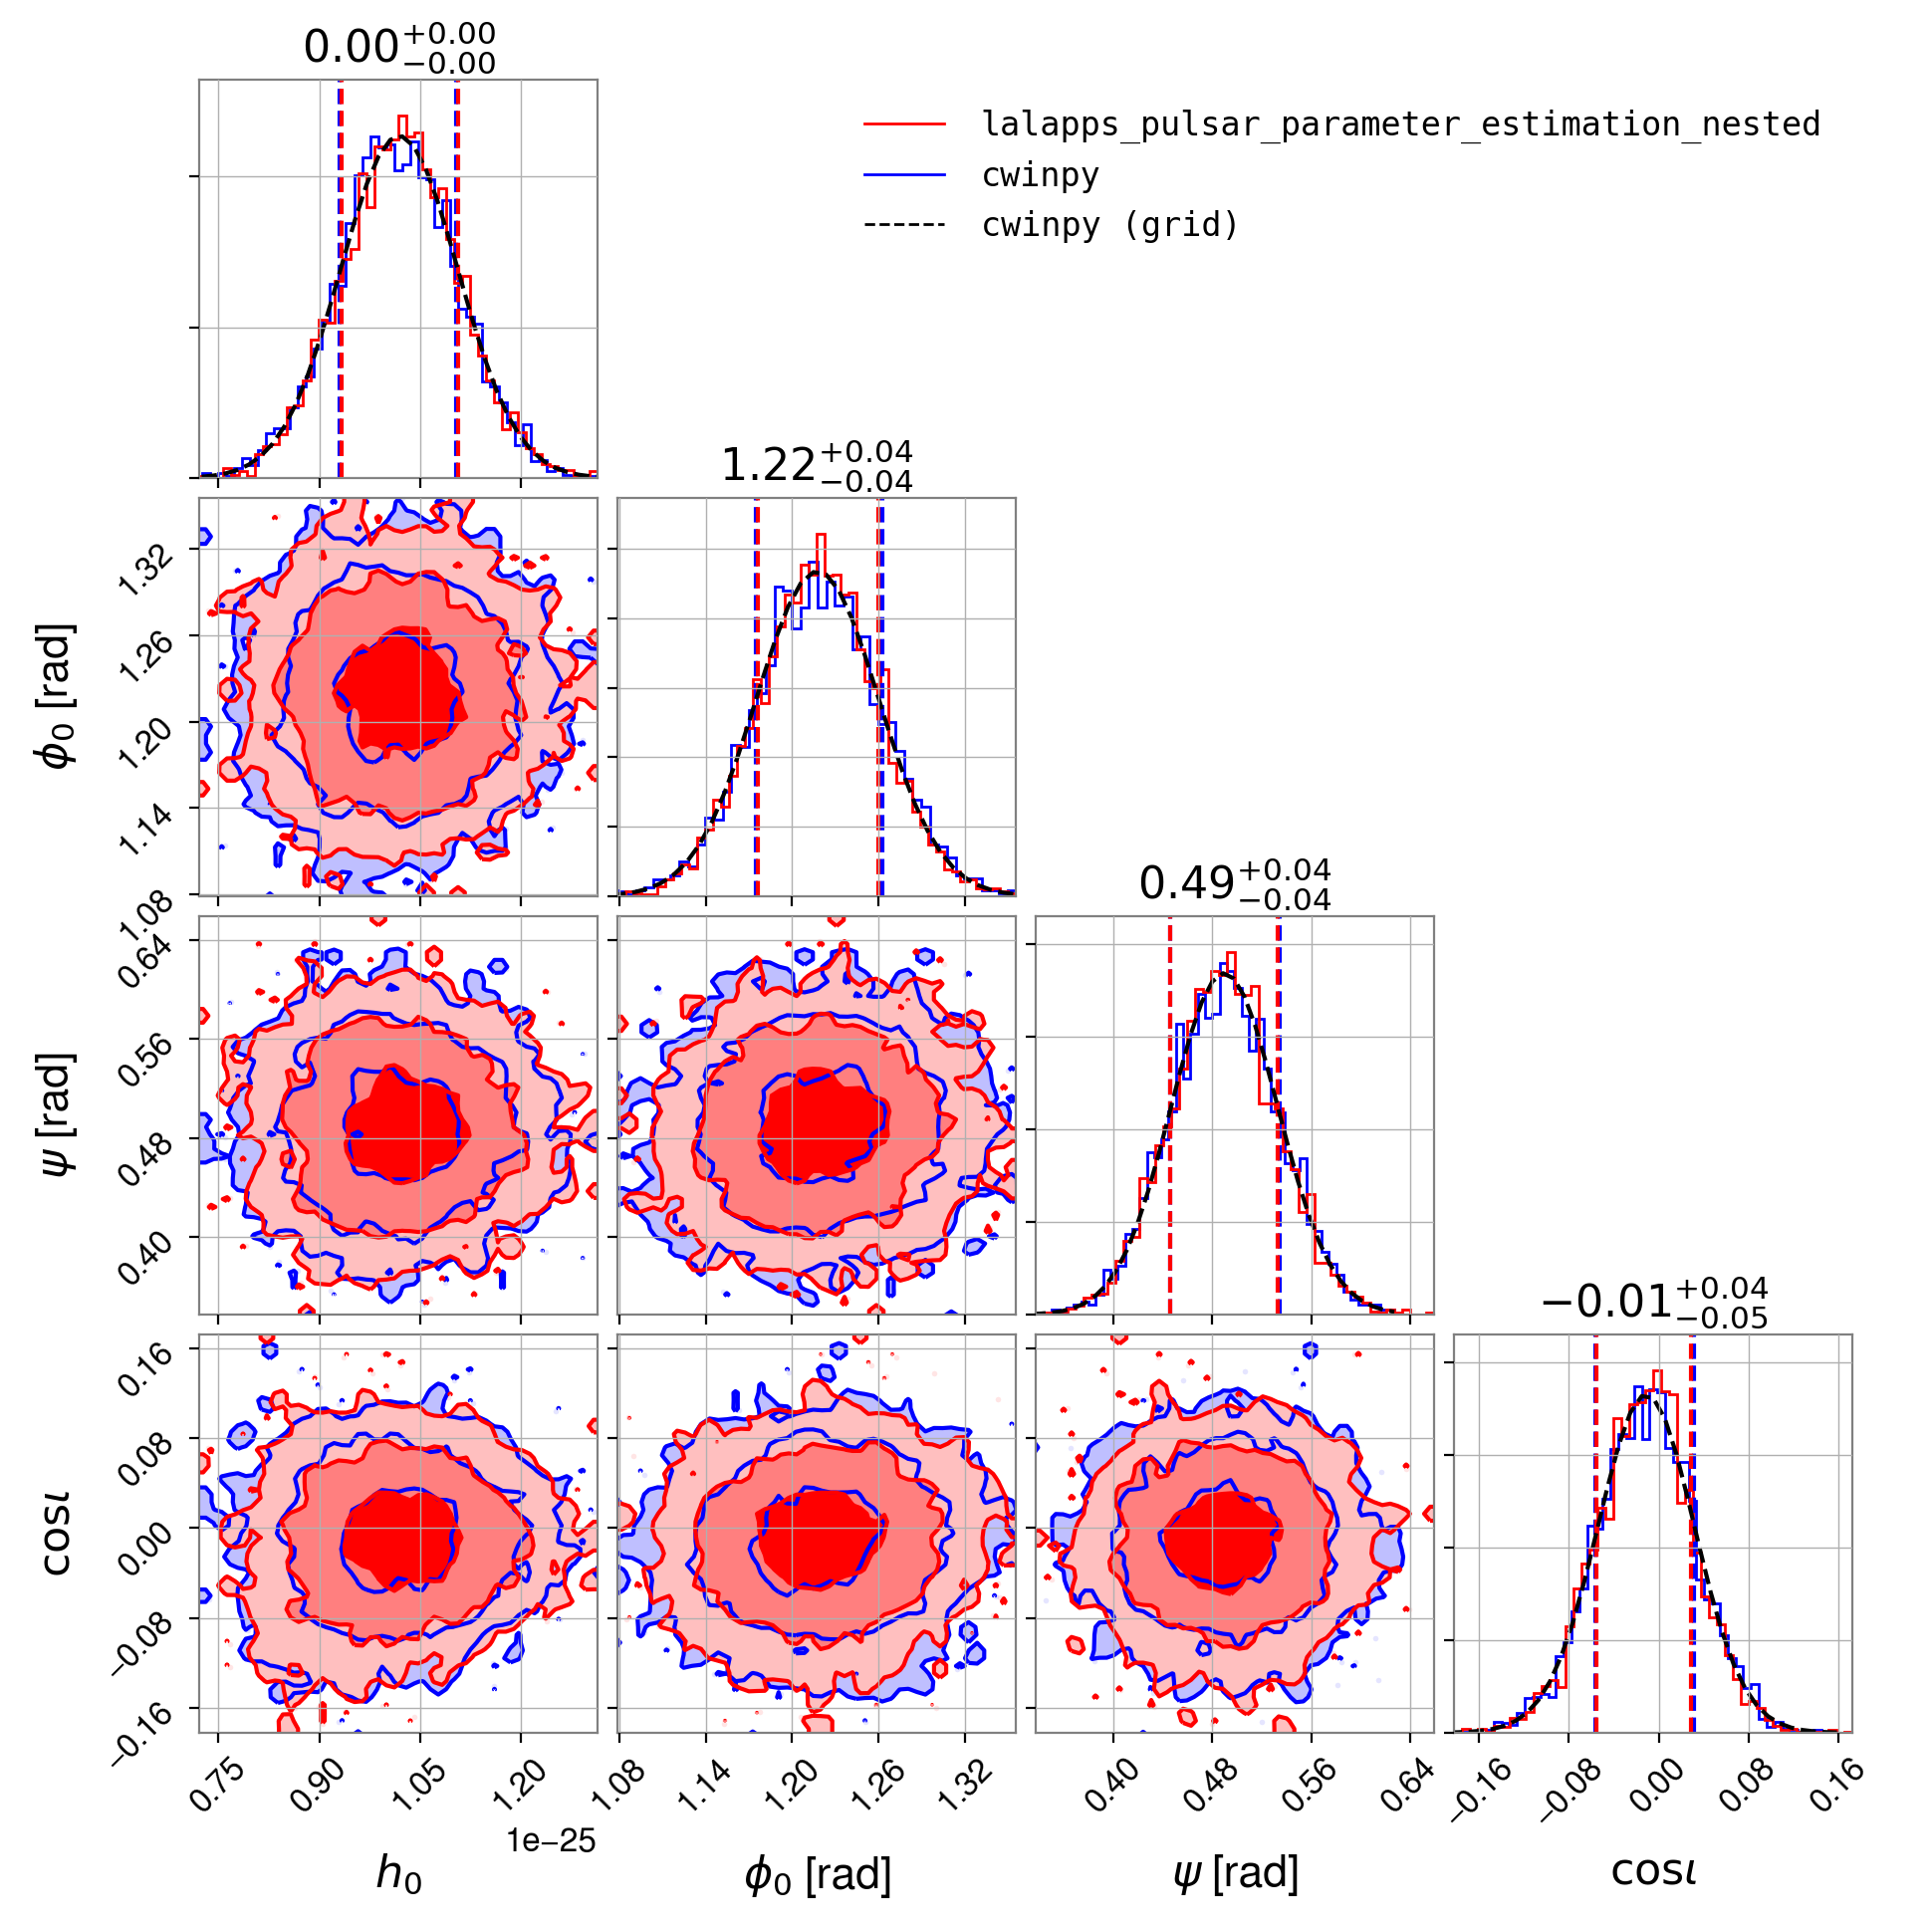 0.00+0.00−0.00
lalapps_pulsar_parameter_estimation_nested
cwinpy
cwinpy (grid)
1.22+0.04−0.04
1.32
1.26
1.20
1.14
1.08
ϕ0 [rad]
0.49+0.04−0.04
0.64
0.56
0.48
0.40
ψ [rad]
−0.01+0.04−0.05
0.16
0.08
0.00
−0.08
−0.16
cosι
0.75 0.90 1.05 1.20
1e−25
h0
1.08 1.14 1.20 1.26 1.32
ϕ0 [rad]
0.40 0.48 0.56 0.64
ψ [rad]
−0.16 −0.08 0.00 0.08 0.16
cosι